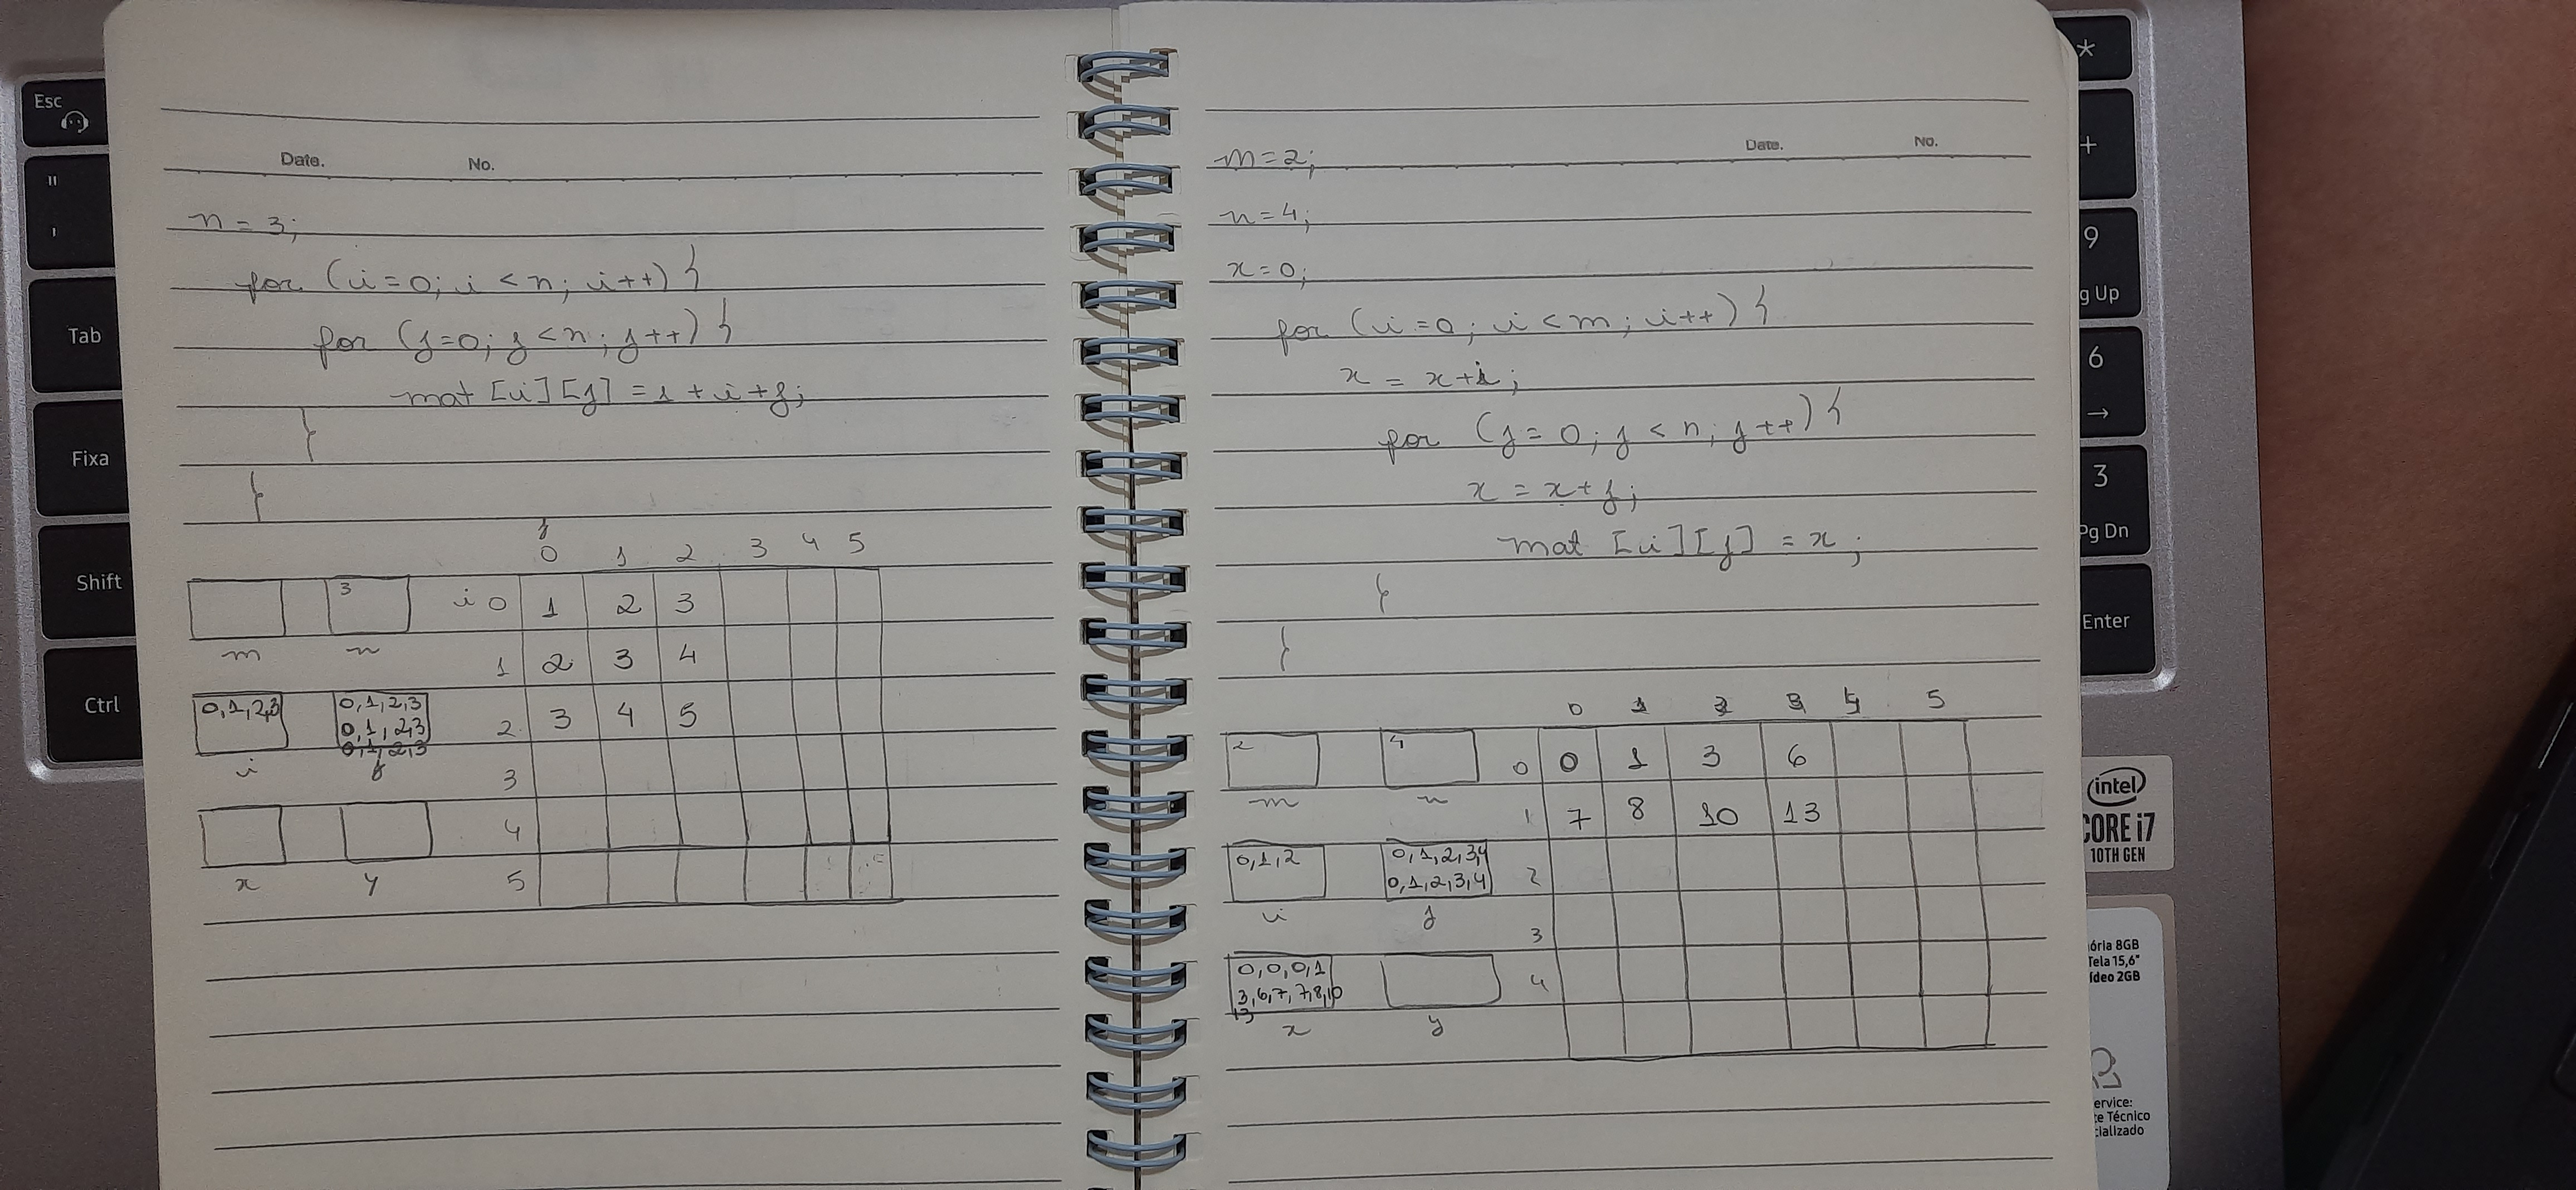 Esc
"
'
Tab
Fixa
Shift
Ctrl
Date.
No.
n = 3;
for (i = 0; i < n; i++) {
for (j = 0; j < n; j++) {
mat [i] [j] = 1 + i + j;
}
}
j
0 1 2 3 4 5
3
i 0 1 2 3
m n
1 2 3 4
0,1,2,3
0,1,2,3
0,1,2,3
0,1,2,3
2 3 4 5
i j
3
4
x y
5
Date.
No.
m = 2;
n = 4;
x = 0;
for (i = 0; i < m; i++) {
x = x + i;
for (j = 0; j < n; j++) {
x = x + j;
mat [i] [j] = x;
}
}
0 1 2 3 4 5
2 4
0 0 1 3 6
m n
1 7 8 10 13
0,1,2
0,1,2,3,4
0,1,2,3,4
2
i j
3
0,0,0,1
3,6,7,7,8,10
13
4
x y
*
+
9
g Up
6
→
3
Pg Dn
Enter
intel
CORE i7
10TH GEN
ória 8GB
Tela 15,6"
ídeo 2GB
ervice:
te Técnico
cializado